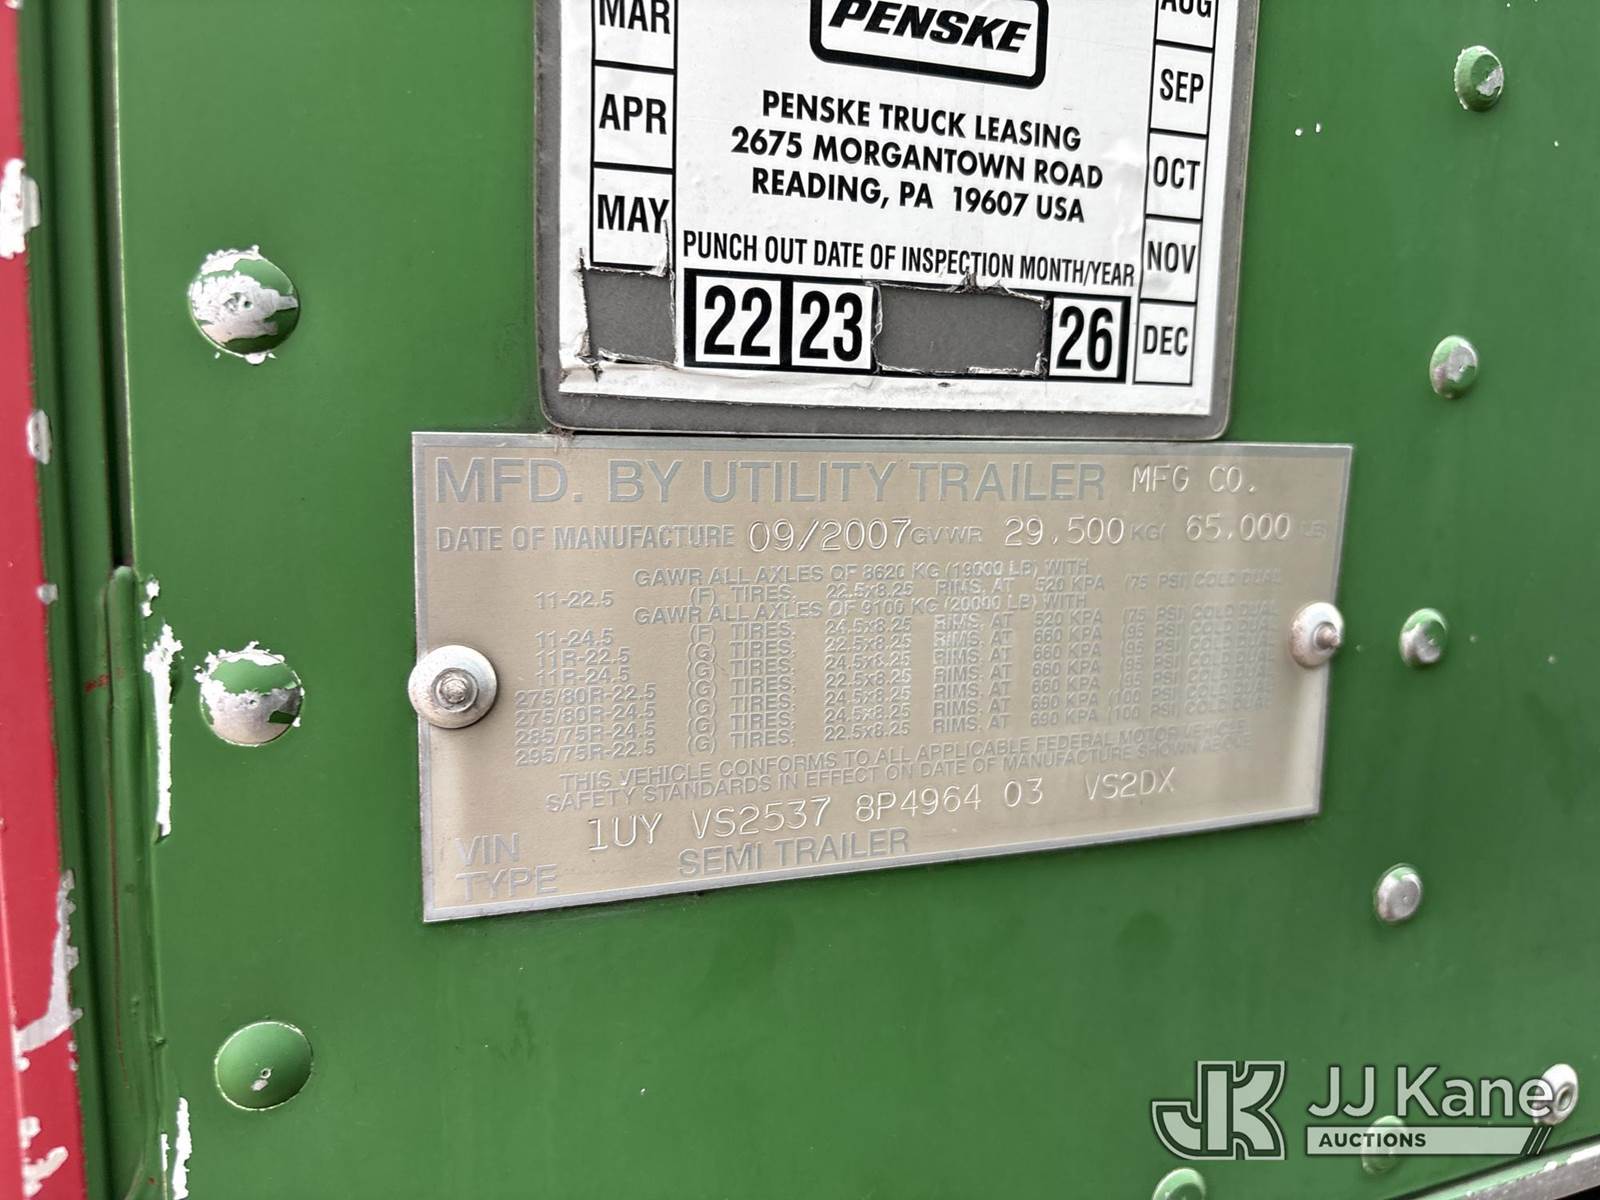 MAR
APR
MAY
PENSKE
AUG
SEP
OCT
NOV
DEC
PENSKE TRUCK LEASING
2675 MORGANTOWN ROAD
READING, PA 19607 USA
PUNCH OUT DATE OF INSPECTION MONTH/YEAR
22 23 26
MFD. BY UTILITY TRAILER MFG CO.
DATE OF MANUFACTURE 09/2007 GVWR 29,500 KG( 65,000 LB)
GAWR ALL AXLES OF 8620 KG (19000 LB) WITH
11-22.5 (F) TIRES, 22.5x8.25 RIMS, AT 520 KPA (75 PSI) COLD DUAL
GAWR ALL AXLES OF 9100 KG (20000 LB) WITH
11-24.5 (F) TIRES, 24.5x8.25 RIMS, AT 520 KPA (75 PSI) COLD DUAL
11R-22.5 (G) TIRES, 22.5x8.25 RIMS, AT 660 KPA (95 PSI) COLD DUAL
11R-24.5 (G) TIRES, 24.5x8.25 RIMS, AT 660 KPA (95 PSI) COLD DUAL
275/80R-22.5 (G) TIRES, 22.5x8.25 RIMS, AT 660 KPA (95 PSI) COLD DUAL
275/80R-24.5 (G) TIRES, 24.5x8.25 RIMS, AT 660 KPA (95 PSI) COLD DUAL
285/75R-24.5 (G) TIRES, 24.5x8.25 RIMS, AT 690 KPA (100 PSI) COLD DUAL
295/75R-22.5 (G) TIRES, 22.5x8.25 RIMS, AT 690 KPA (100 PSI) COLD DUAL
THIS VEHICLE CONFORMS TO ALL APPLICABLE FEDERAL MOTOR VEHICLE
SAFETY STANDARDS IN EFFECT ON DATE OF MANUFACTURE SHOWN ABOVE
VIN 1UY VS2537 8P4964 03 VS2DX
TYPE SEMI TRAILER
JK JJ Kane
AUCTIONS